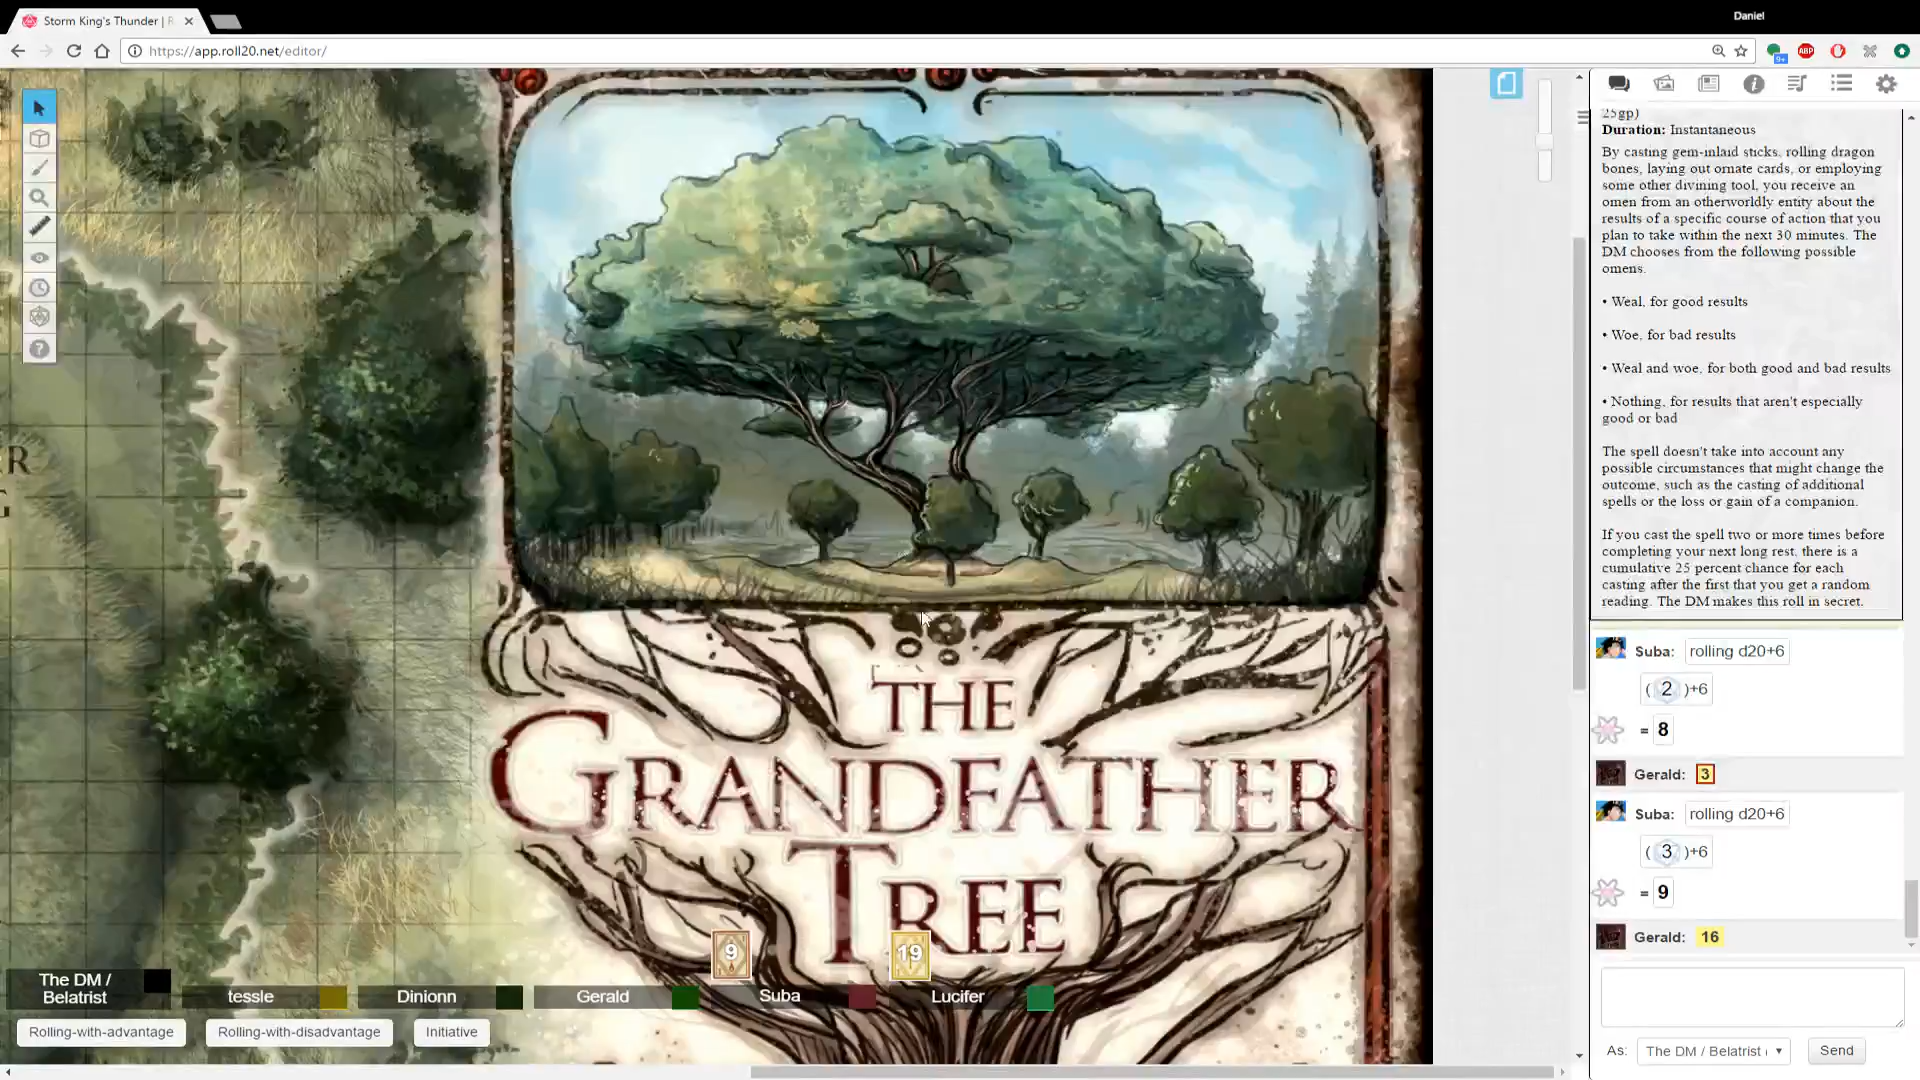 Daniel
Storm King's Thunder | R
https://app.roll20.net/editor/
ABP
9+
25gp)
Duration: Instantaneous
By casting gem-inlaid sticks, rolling dragon
bones, laying out ornate cards, or employing
some other divining tool, you receive an
omen from an otherworldly entity about the
results of a specific course of action that you
plan to take within the next 30 minutes. The
DM chooses from the following possible
omens.
• Weal, for good results
• Woe, for bad results
• Weal and woe, for both good and bad results
• Nothing, for results that aren't especially
good or bad
The spell doesn't take into account any
possible circumstances that might change the
outcome, such as the casting of additional
spells or the loss or gain of a companion.
If you cast the spell two or more times before
completing your next long rest, there is a
cumulative 25 percent chance for each
casting after the first that you get a random
reading. The DM makes this roll in secret.
Suba: rolling d20+6
(2)+6
= 8
Gerald: 3
Suba: rolling d20+6
(3)+6
= 9
Gerald: 16
As: The DM / Belatrist (
Send
R
G
THE
GRANDFATHER
TREE
9
19
The DM /
Belatrist
tessle
Dinionn
Gerald
Suba
Lucifer
Rolling-with-advantage
Rolling-with-disadvantage
Initiative